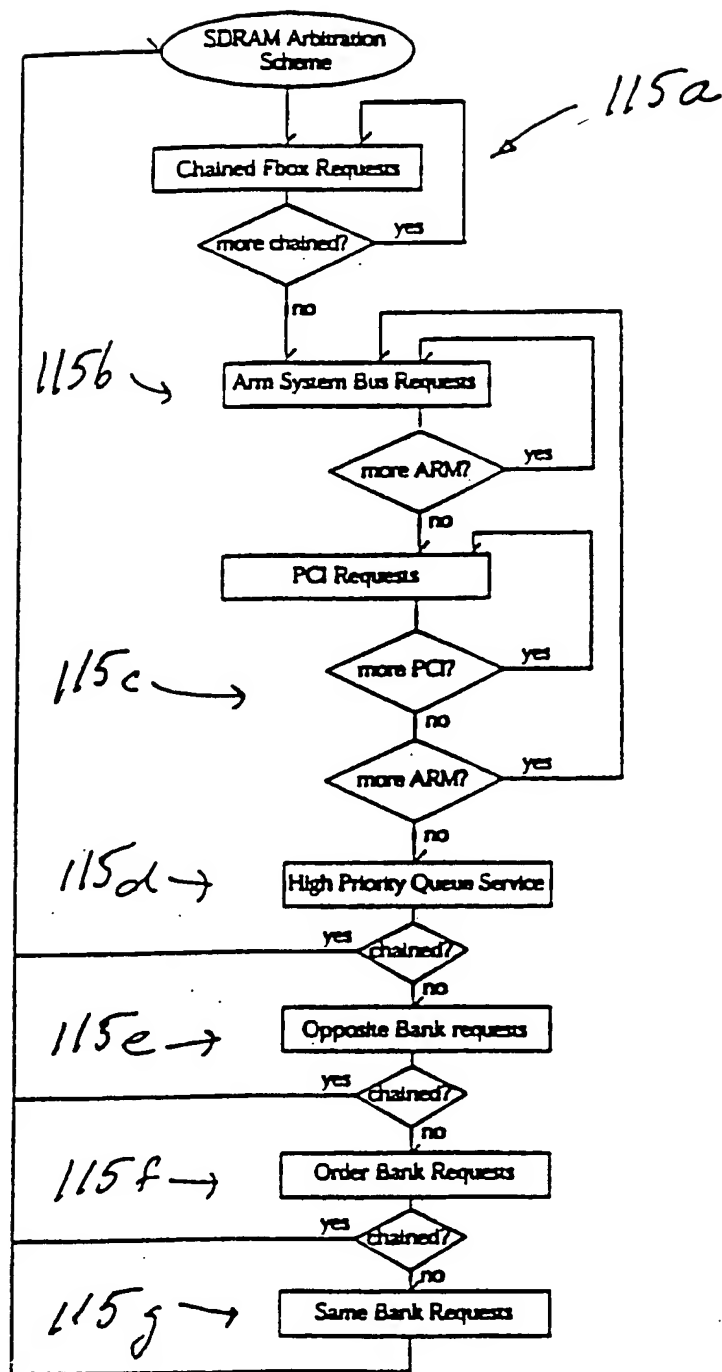 SDRAM Arbitration
Scheme
115a
Chained Fbox Requests
more chained?
yes
no
115b
Arm System Bus Requests
more ARM?
yes
no
PCI Requests
115c
more PCI?
yes
no
more ARM?
yes
no
115d
High Priority Queue Service
yes
chained?
no
115e
Opposite Bank requests
yes
chained?
no
115f
Order Bank Requests
yes
chained?
no
115g
Same Bank Requests